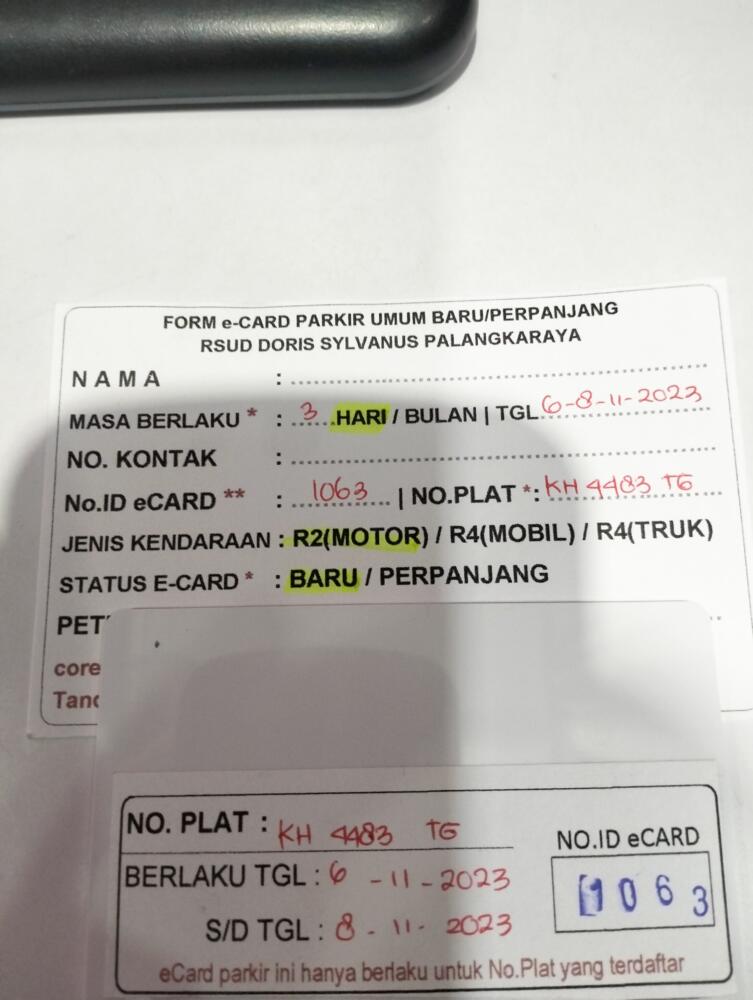 FORM e-CARD PARKIR UMUM BARU/PERPANJANG
RSUD DORIS SYLVANUS PALANGKARAYA
N A M A : ..............................
MASA BERLAKU * : ..3...HARI / BULAN | TGL 6-8-11-2023
NO. KONTAK : ..............................
No.ID eCARD ** : ..1063... | NO.PLAT *: KH 4483 TG
JENIS KENDARAAN : R2(MOTOR) / R4(MOBIL) / R4(TRUK)
STATUS E-CARD * : BARU / PERPANJANG
PET
core
Tand
NO. PLAT : KH 4483 TG
BERLAKU TGL : 6 - 11 - 2023
S/D TGL : 8 - 11 - 2023
NO.ID eCARD
1063
eCard parkir ini hanya berlaku untuk No.Plat yang terdaftar